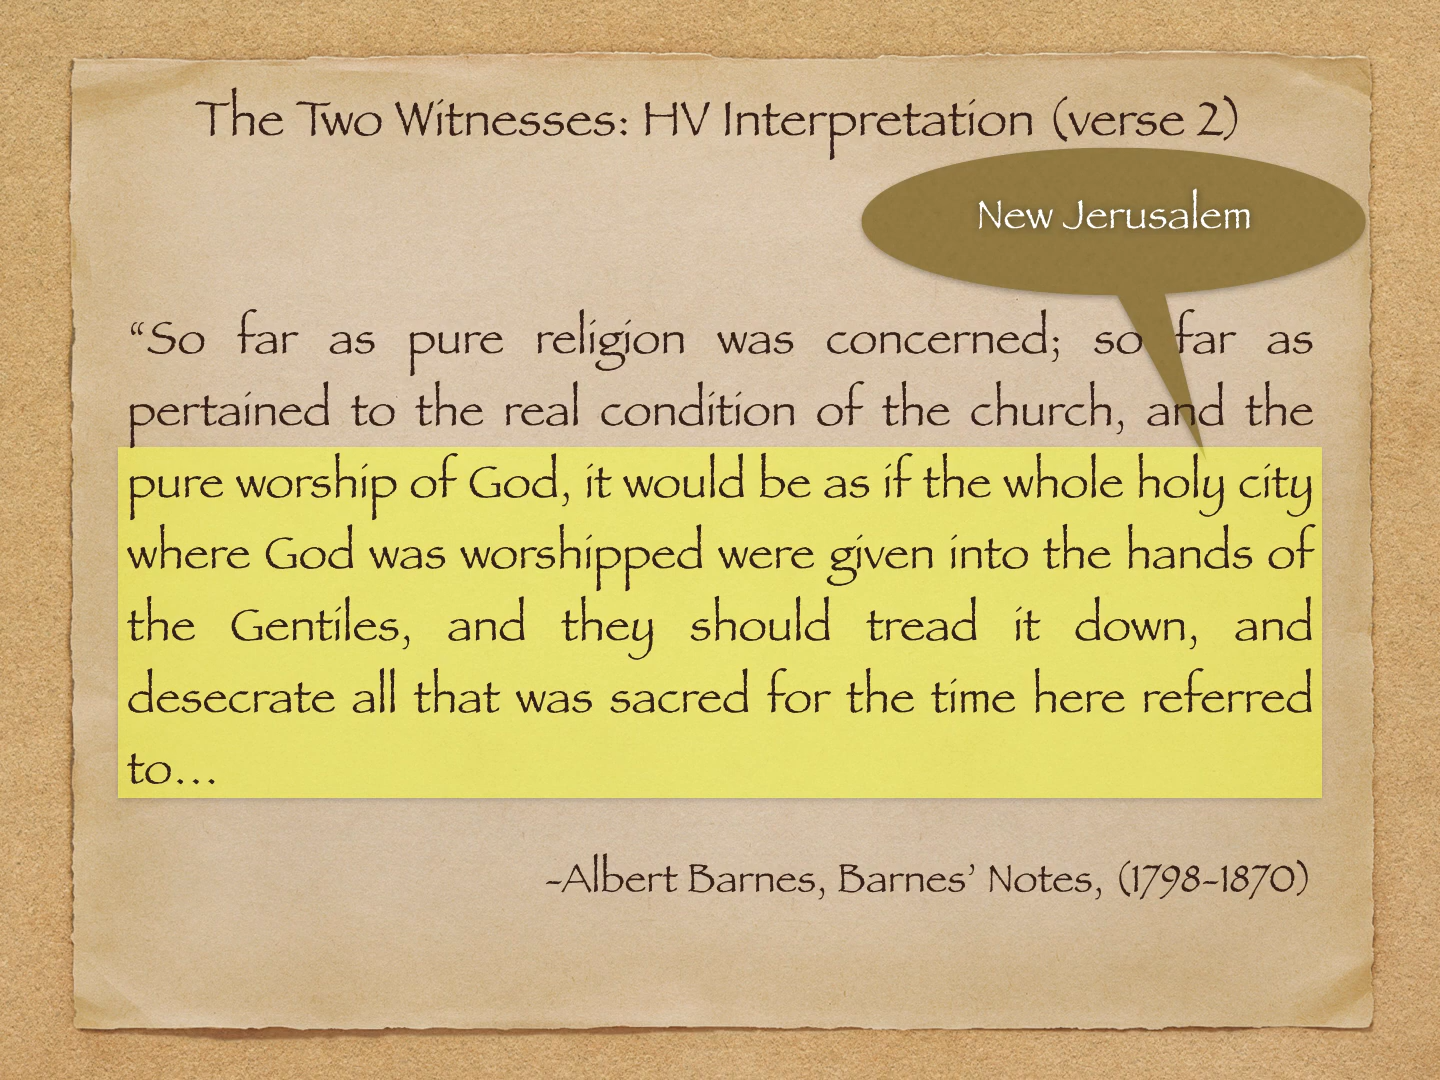 The Two Witnesses: HV Interpretation (verse 2)
New Jerusalem
“So far as pure religion was concerned; so far as
pertained to the real condition of the church, and the
pure worship of God, it would be as if the whole holy city
where God was worshipped were given into the hands of
the Gentiles, and they should tread it down, and
desecrate all that was sacred for the time here referred
to…
-Albert Barnes, Barnes’ Notes, (1798-1870)